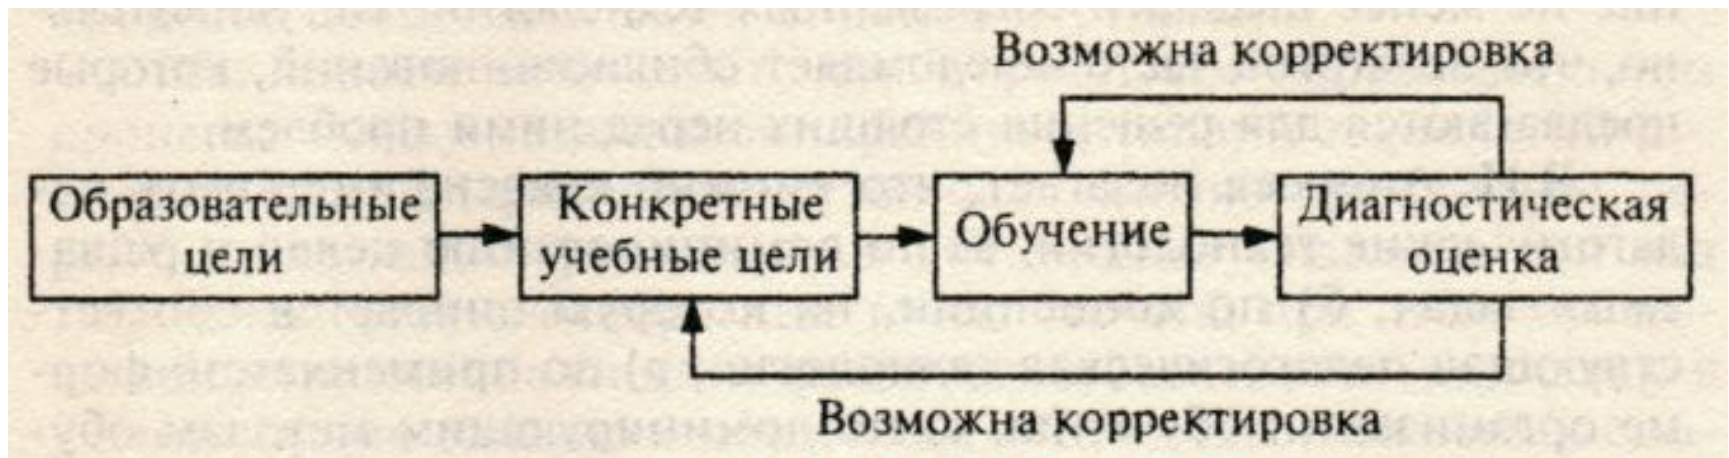 Возможна корректировка
Образовательные
цели
Конкретные
учебные цели
Обучение
Диагностическая
оценка
Возможна корректировка